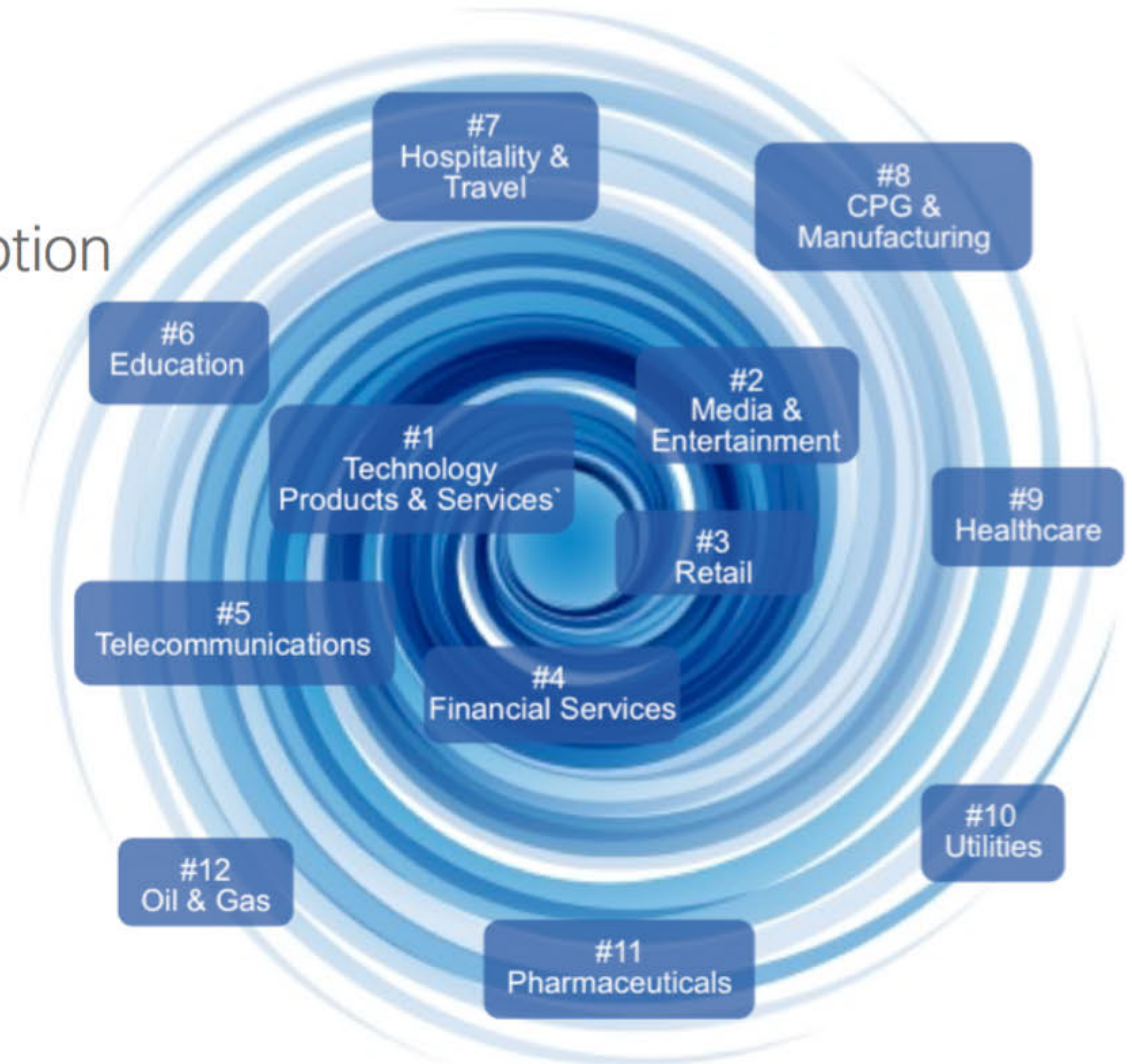 #7
Hospitality &
Travel
#8
CPG &
Manufacturing
ption
#6
Education
#2
Media &
Entertainment
#1
Technology
Products & Services`
#9
Healthcare
#3
Retail
#5
Telecommunications
#4
Financial Services
#10
Utilities
#12
Oil & Gas
#11
Pharmaceuticals